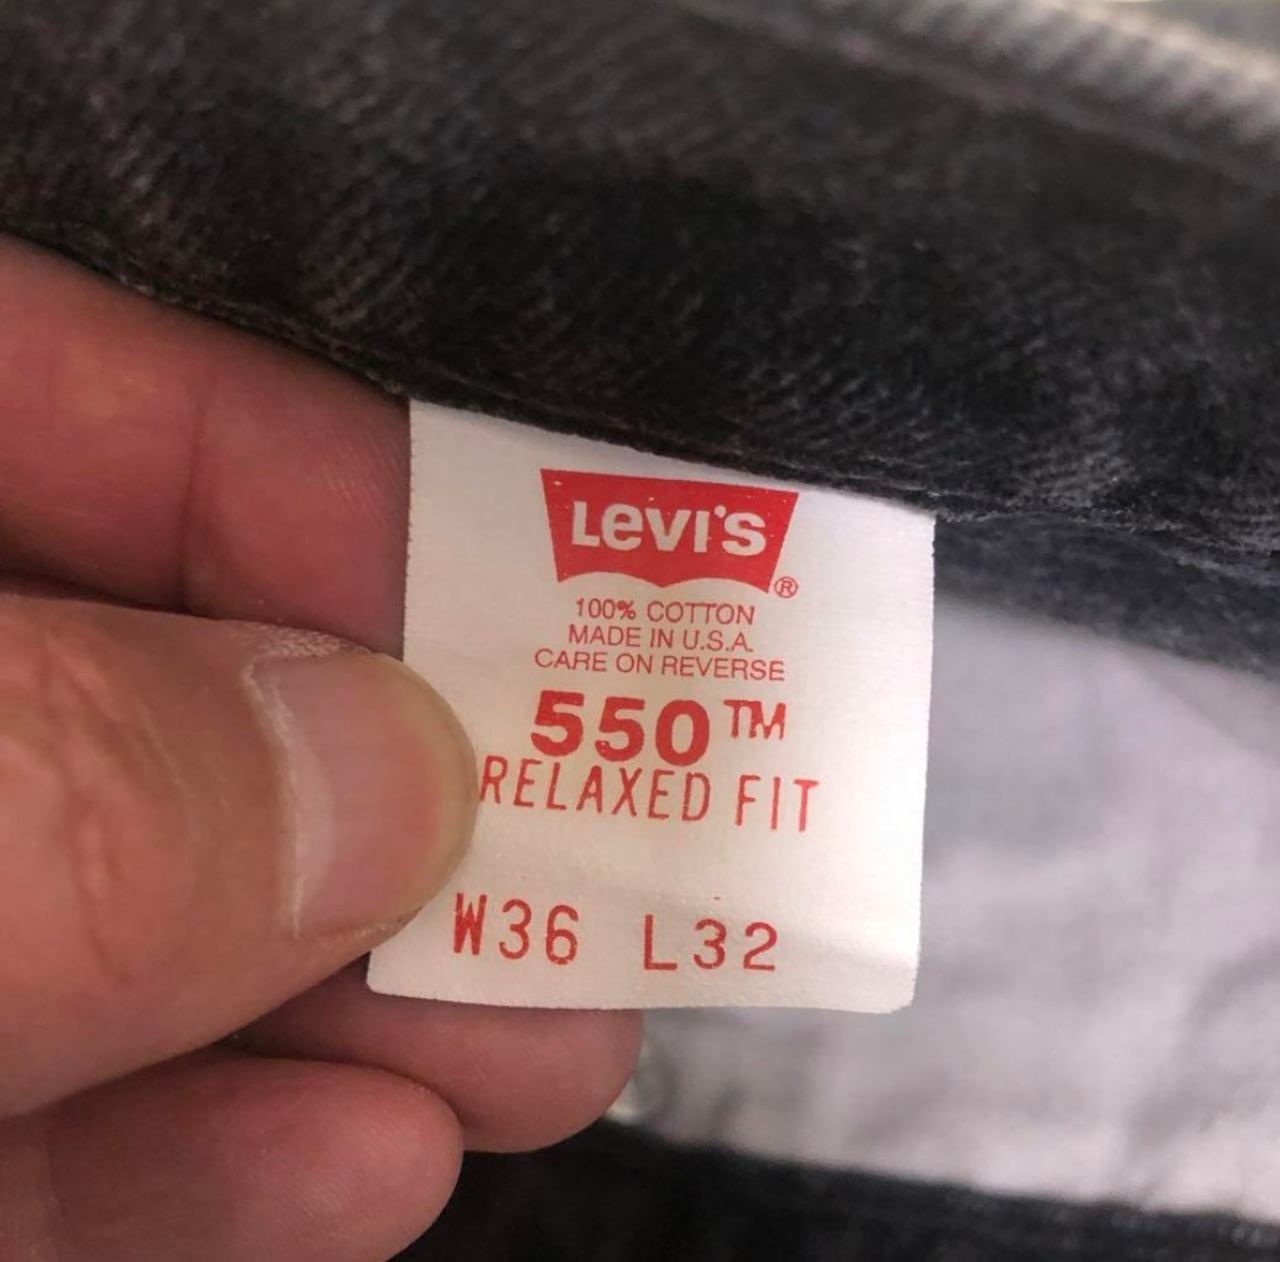 Levi's ®
100% COTTON
MADE IN U.S.A.
CARE ON REVERSE
550™
RELAXED FIT
W36 L32